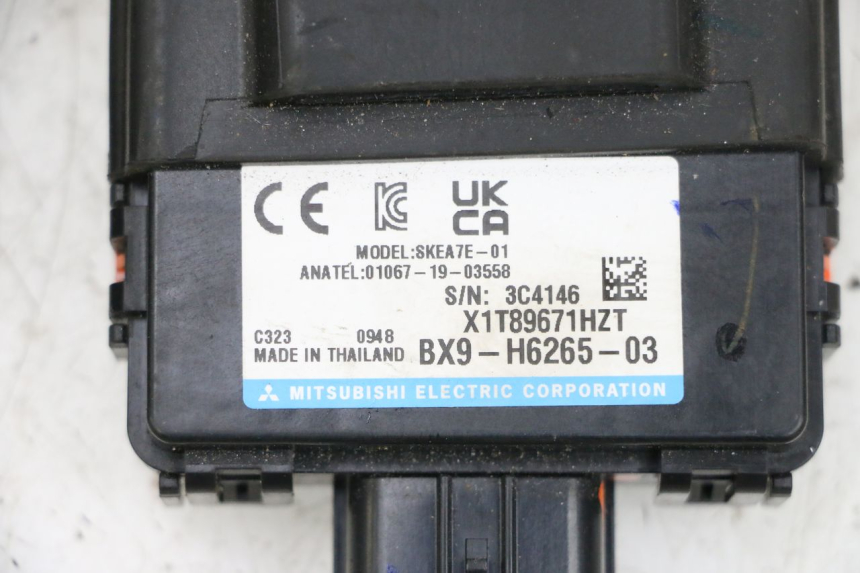 CE KC UK
CA
MODEL:SKEA7E-01
ANATEL:01067-19-03558
S/N: 3C4146
X1T89671HZT
C323 0948
MADE IN THAILAND BX9-H6265-03
MITSUBISHI ELECTRIC CORPORATION